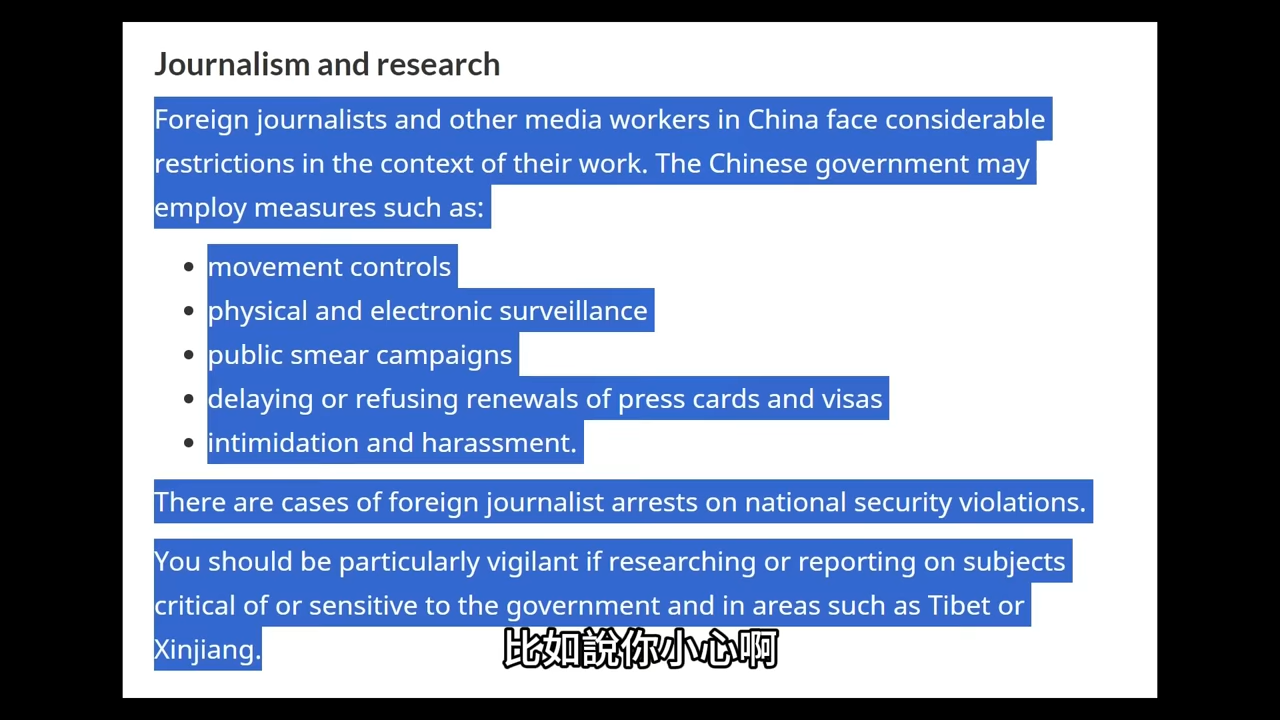 Journalism and research
Foreign journalists and other media workers in China face considerable
restrictions in the context of their work. The Chinese government may
employ measures such as:
• movement controls
• physical and electronic surveillance
• public smear campaigns
• delaying or refusing renewals of press cards and visas
• intimidation and harassment.
There are cases of foreign journalist arrests on national security violations.
You should be particularly vigilant if researching or reporting on subjects
critical of or sensitive to the government and in areas such as Tibet or
Xinjiang.
比如說你小心啊